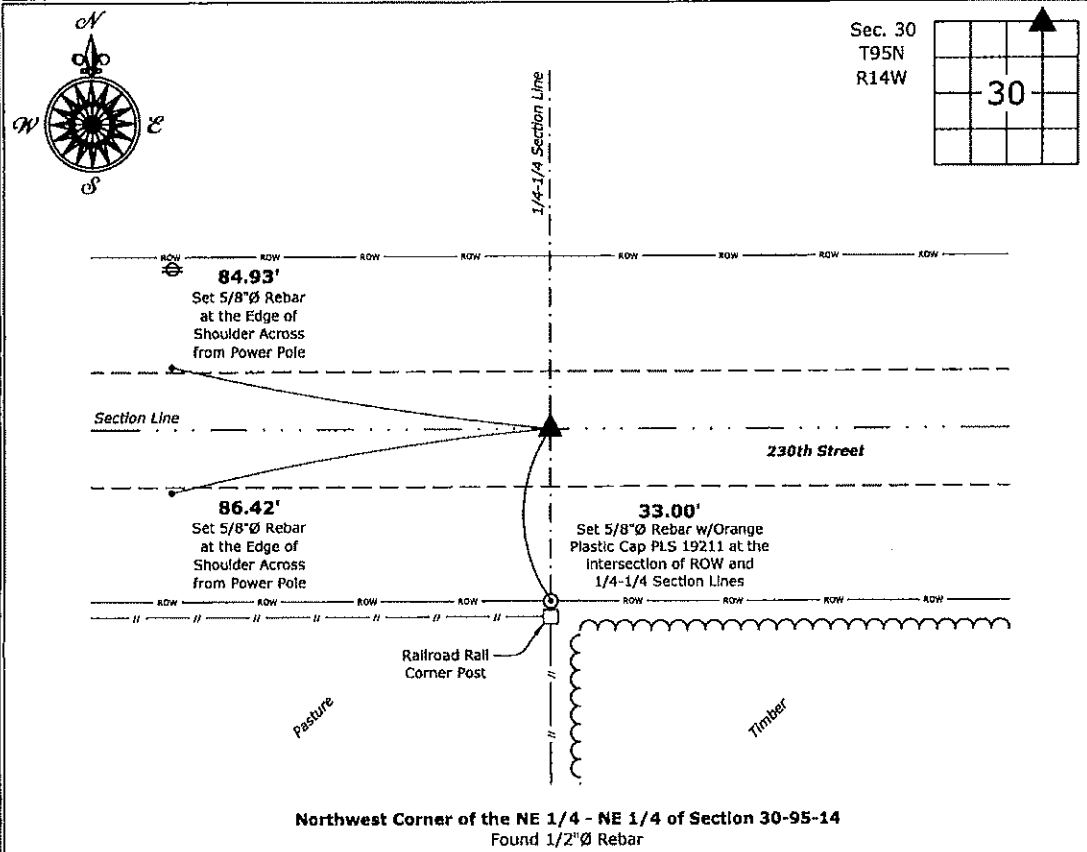 N
W
E
S
Sec. 30
T95N
R14W
30
1/4-1/4 Section Line
ROW ROW ROW ROW ROW ROW ROW ROW
84.93'
Set 5/8"Ø Rebar
at the Edge of
Shoulder Across
from Power Pole
Section Line
230th Street
86.42'
Set 5/8"Ø Rebar
at the Edge of
Shoulder Across
from Power Pole
33.00'
Set 5/8"Ø Rebar w/Orange
Plastic Cap PLS 19211 at the
Intersection of ROW and
1/4-1/4 Section Lines
ROW ROW ROW ROW ROW ROW ROW ROW
Railroad Rail
Corner Post
Pasture
Timber
Northwest Corner of the NE 1/4 - NE 1/4 of Section 30-95-14
Found 1/2"Ø Rebar